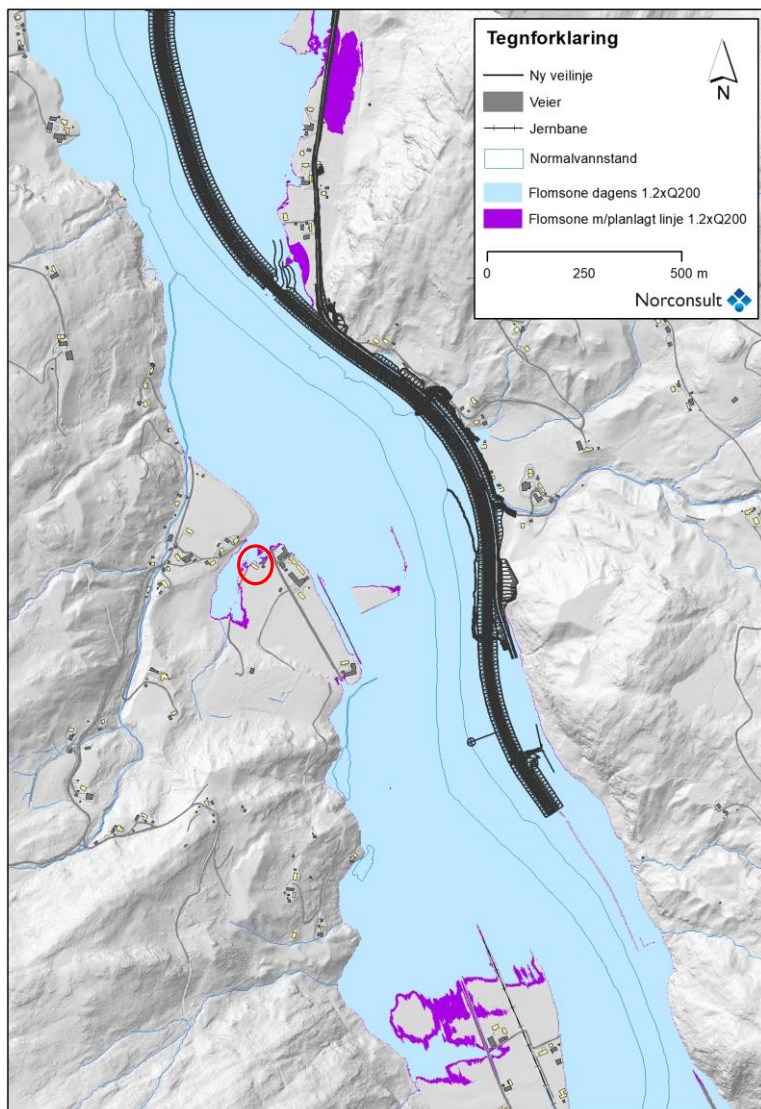 Tegnforklaring
Ny veilinje
Veier
Jernbane
Normalvannstand
Flomsone dagens 1.2xQ200
Flomsone m/planlagt linje 1.2xQ200
N
0 250 500 m
Norconsult